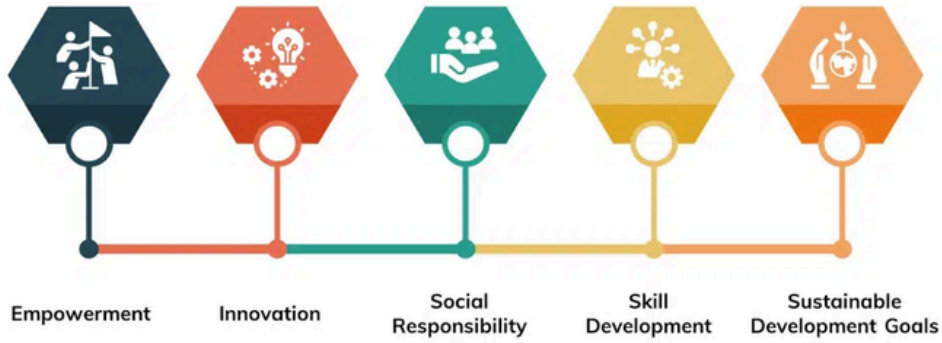 Empowerment
Innovation
Social
Responsibility
Skill
Development
Sustainable
Development Goals